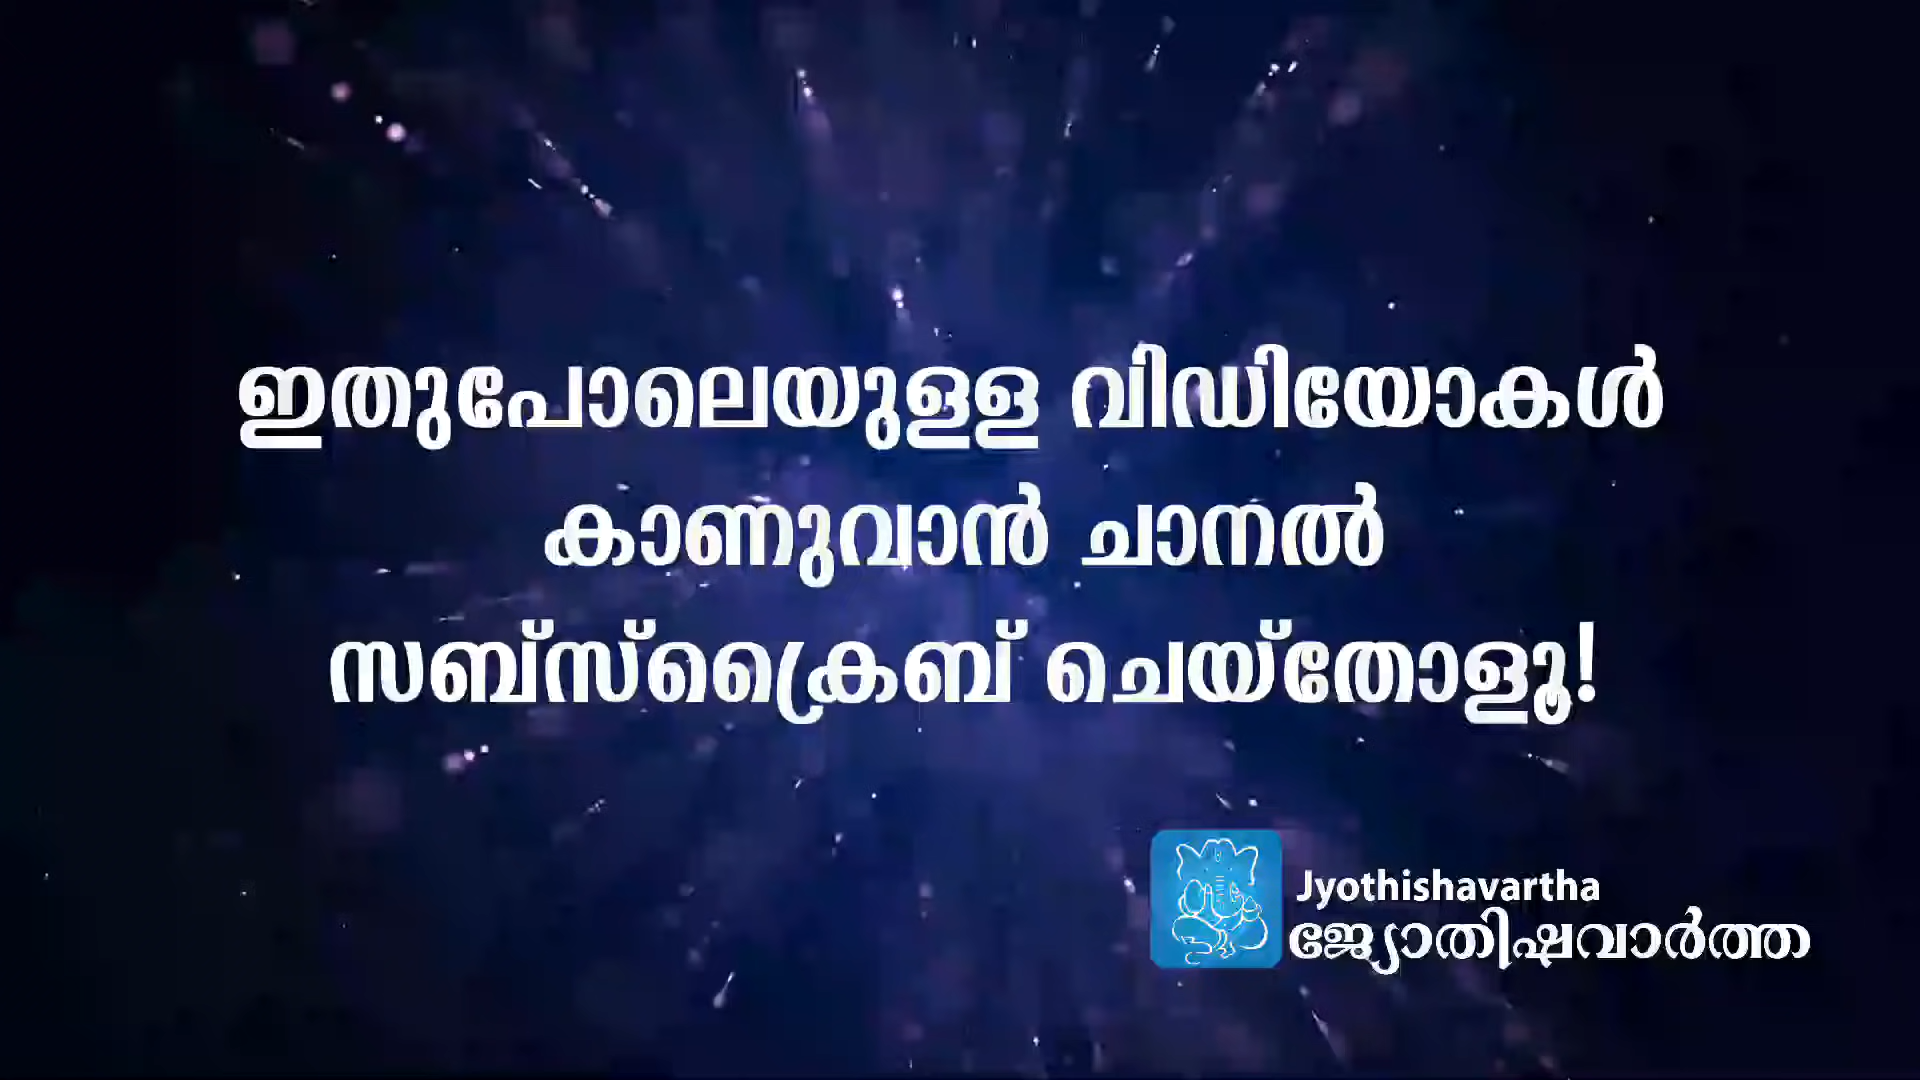 ഇതുപോലെയുള്ള വിഡിയോകൾ
കാണുവാൻ ചാനൽ
സബ്സ്ക്രൈബ് ചെയ്തോളൂ!
Jyothishavartha
ജ്യോതിഷവാർത്ത